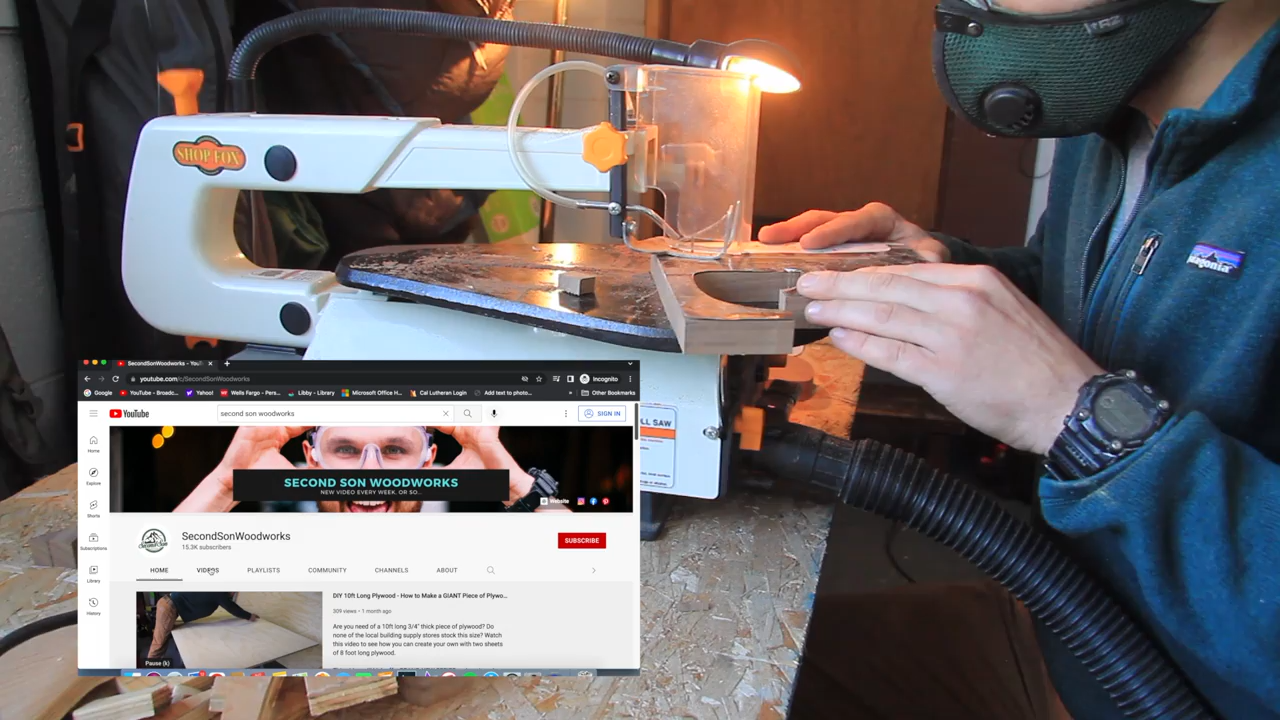 RZ
SHOP FOX
patagonia
LL SAW
SecondSonWoodworks - YouT
youtube.com/c/SecondSonWoodworks
Incognito
Google
YouTube - Broadc...
Yahoo!
Wells Fargo - Perso...
Libby - Library
Microsoft Office H...
Cal Lutheran Login
Add text to photo...
»
Other Bookmarks
YouTube
second son woodworks
SIGN IN
Home
Explore
Shorts
Subscriptions
Library
History
SECOND SON WOODWORKS
NEW VIDEO EVERY WEEK, OR SO...
Website
SecondSonWoodworks
15.3K subscribers
SUBSCRIBE
HOME
VIDEOS
PLAYLISTS
COMMUNITY
CHANNELS
ABOUT
DIY 10ft Long Plywood - How to Make a GIANT Piece of Plywo...
309 views • 1 month ago
Are you in need of a 10ft long 3/4" thick piece of plywood? Do
none of the local building supply stores stock this size? Watch
this video to see how you can create your own with two sheets
of 8 foot long plywood.
Pause (k)